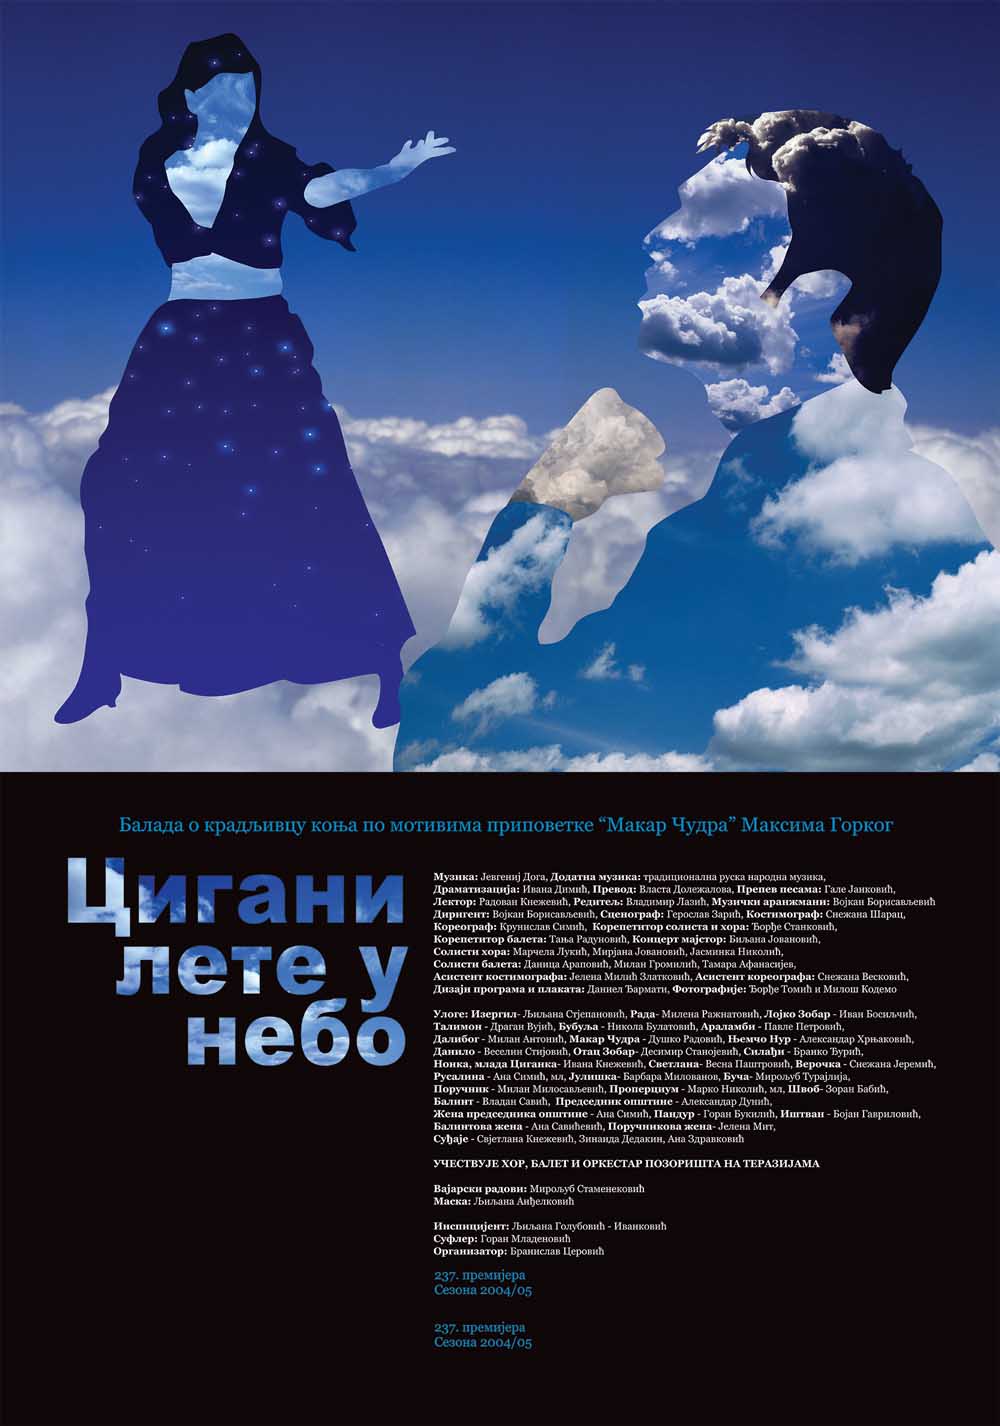 Балада о крадљивцу коња по мотивима приповетке “Макар Чудра” Максима Горког
Цигани
лете у
небо
Музика: Јевгениј Дога, Додатна музика: традиционална руска народна музика,
Драматизација: Ивана Димић, Превод: Власта Долежалова, Препев песама: Гале Јанковић,
Лектор: Радован Кнежевић, Редитељ: Владимир Лазић, Музички аранжмани: Војкан Борисављевић
Диригент: Војкан Борисављевић, Сценограф: Герослав Зарић, Костимограф: Снежана Шарац,
Кореограф: Крунислав Симић, Корепетитор солиста и хора: Ђорђе Станковић,
Корепетитор балета: Тања Радуновић, Концерт мајстор: Биљана Јовановић,
Солисти хора: Марчела Лукић, Мирјана Јовановић, Јасминка Николић,
Солисти балета: Даница Араповић, Милан Громилић, Тамара Афанасијев,
Асистент костимографа: Јелена Милић Златковић, Асистент кореографа: Снежана Весковић,
Дизајн програма и плаката: Даниел Ђармати, Фотографије: Ђорђе Томић и Милош Кодемо
Улоге: Изергил- Љиљана Стјепановић, Рада- Милена Ражнатовић, Лојко Зобар - Иван Босиљчић,
Талимон - Драган Вујић, Бубуља - Никола Булатовић, Араламби - Павле Петровић,
Далибог - Милан Антонић, Макар Чудра - Душко Радовић, Њемчо Нур - Александар Хрњаковић,
Данило - Веселин Стијовић, Отац Зобар- Десимир Станојевић, Силађи - Бранко Ђурић,
Нонка, млада Циганка- Ивана Кнежевић, Светлана- Весна Паштровић, Верочка - Снежана Јеремић,
Русалина - Ана Симић, мл, Јулишка- Барбара Милованов, Буча- Мирољуб Турајлија,
Поручник - Милан Милосављевић, Проперциум - Марко Николић, мл, Швоб- Зоран Бабић,
Балинт - Владан Савић, Председник општине - Александар Дунић,
Жена председника општине - Ана Симић, Пандур - Горан Букилић, Иштван - Бојан Гавриловић,
Балинтова жена - Ана Савићевић, Поручникова жена- Јелена Мит,
Суђаје - Свјетлана Кнежевић, Зинаида Дедакин, Ана Здравковић
УЧЕСТВУЈЕ ХОР, БАЛЕТ И ОРКЕСТАР ПОЗОРИШТА НА ТЕРАЗИЈАМА
Вајарски радови: Мирољуб Стаменековић
Маска: Љиљана Анђелковић
Инспицијент: Љиљана Голубовић - Иванковић
Суфлер: Горан Младеновић
Организатор: Бранислав Церовић
237. премијера
Сезона 2004/05
237. премијера
Сезона 2004/05